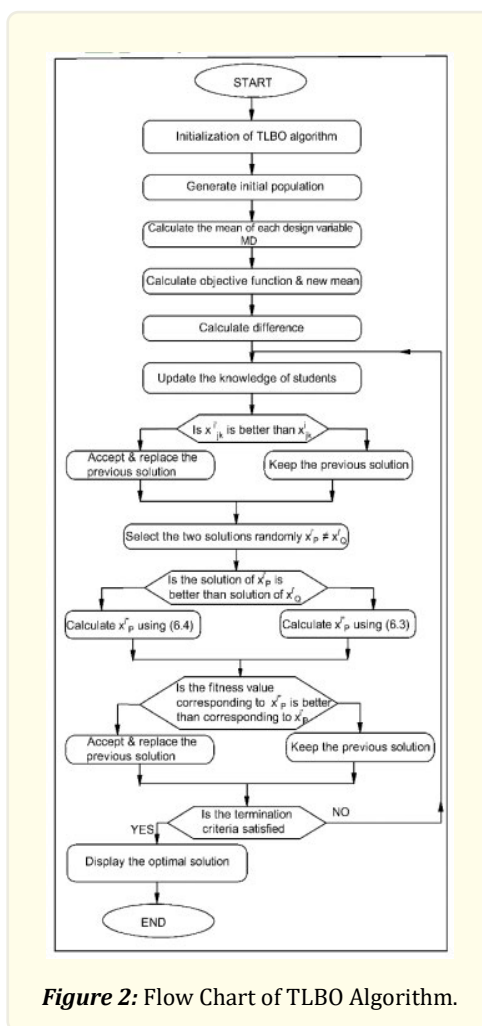 START
Initialization of TLBO algorithm
Generate initial population
Calculate the mean of each design variable
MD
Calculate objective function & new mean
Calculate difference
Update the knowledge of students
Is x'ⁱjk is better than xⁱjk
Accept & replace the
previous solution
Keep the previous solution
Select the two solutions randomly x'P ≠ x'Q
Is the solution of x'P is
better than solution of x'Q
Calculate x''P using (6.4)
Calculate x''P using (6.3)
Is the fitness value
corresponding to x''P is better
than corresponding to x'P
Accept & replace the
previous solution
Keep the previous solution
Is the termination
criteria satisfied
YES
NO
Display the optimal solution
END
Figure 2: Flow Chart of TLBO Algorithm.